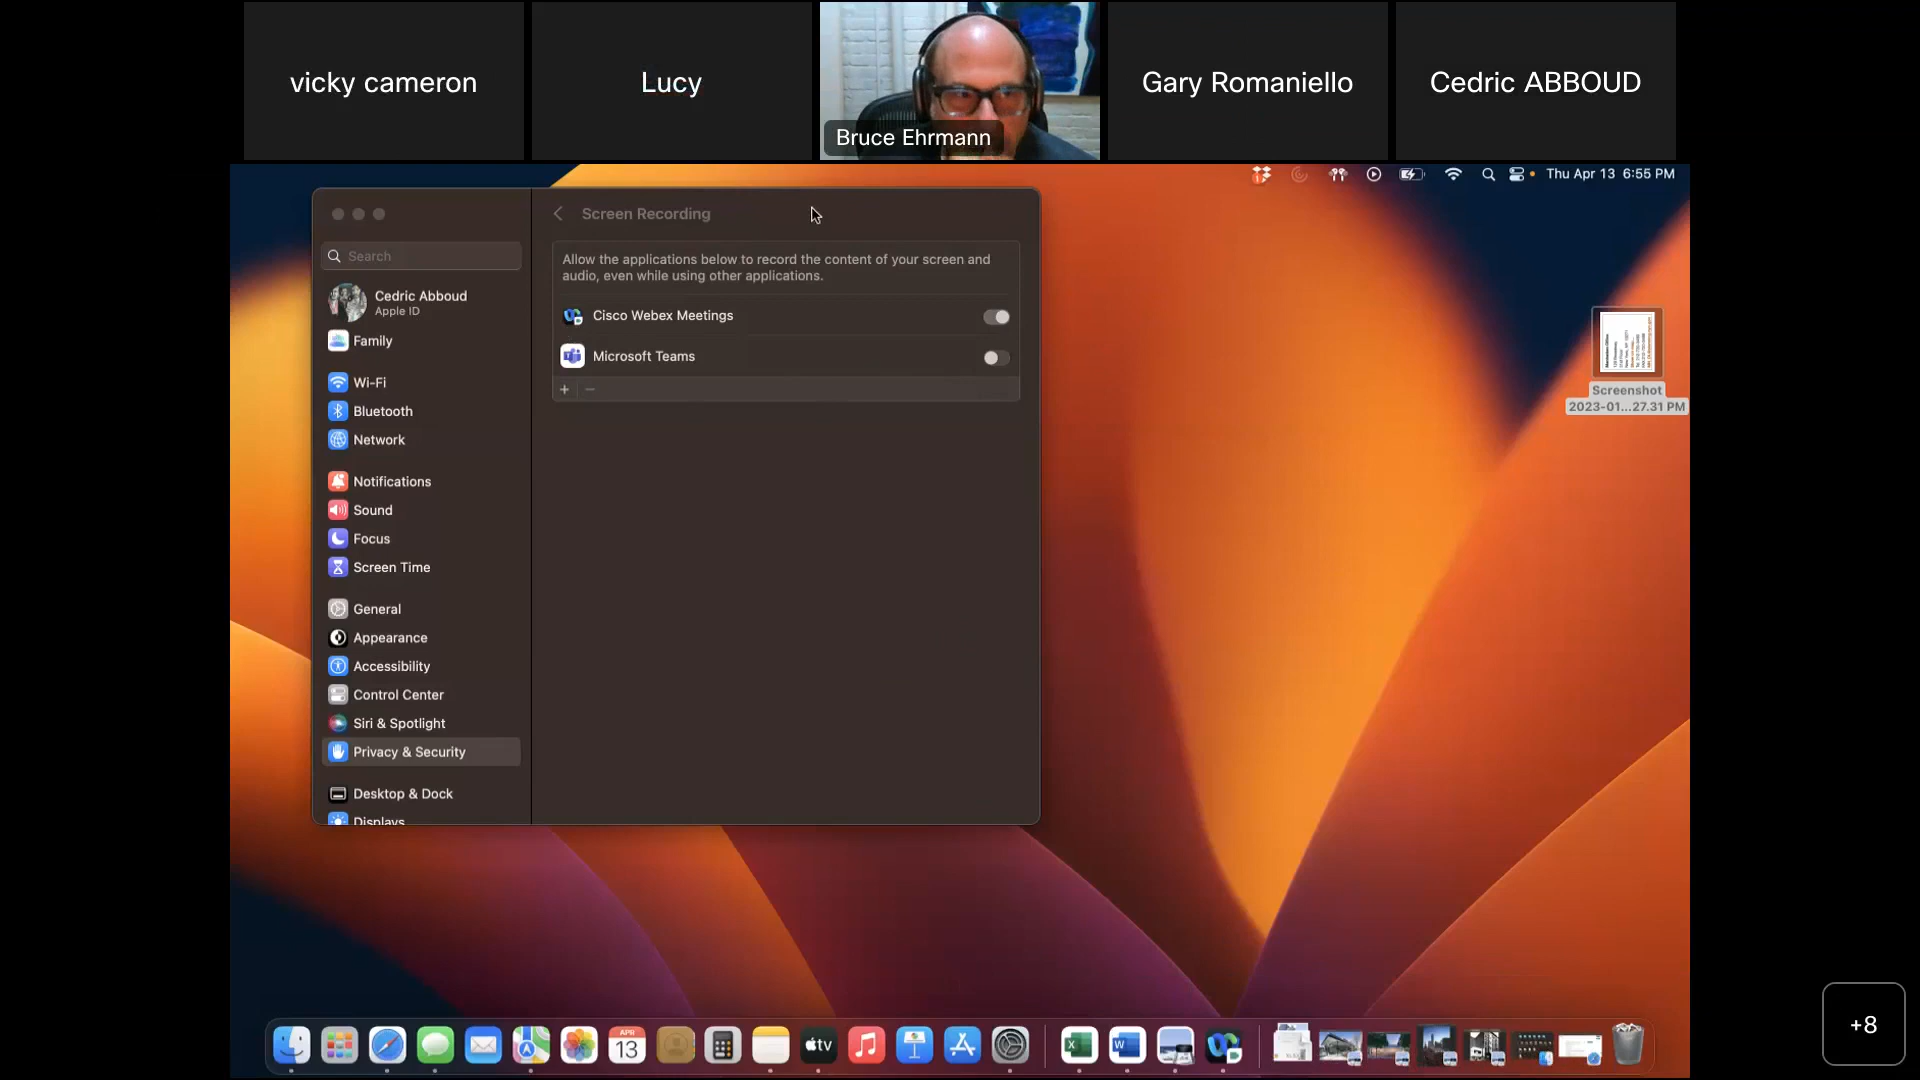 vicky cameron
Lucy
Bruce Ehrmann
Gary Romaniello
Cedric ABBOUD
Thu Apr 13 6:55 PM
Screen Recording
Search
Allow the applications below to record the content of your screen and
audio, even while using other applications.
Cedric Abboud
Apple ID
Cisco Webex Meetings
Family
Microsoft Teams
Wi-Fi
Bluetooth
Network
Screenshot
2023-01...27.31 PM
Notifications
Sound
Focus
Screen Time
General
Appearance
Accessibility
Control Center
Siri & Spotlight
Privacy & Security
Desktop & Dock
Displays
APR
13
tv
+8